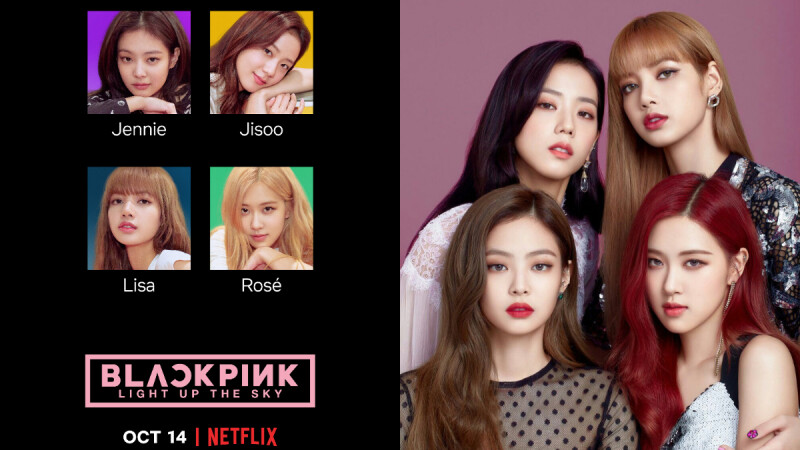 Jennie
Jisoo
Lisa
Rosé
BLACKPINK
LIGHT UP THE SKY
OCT 14 | NETFLIX